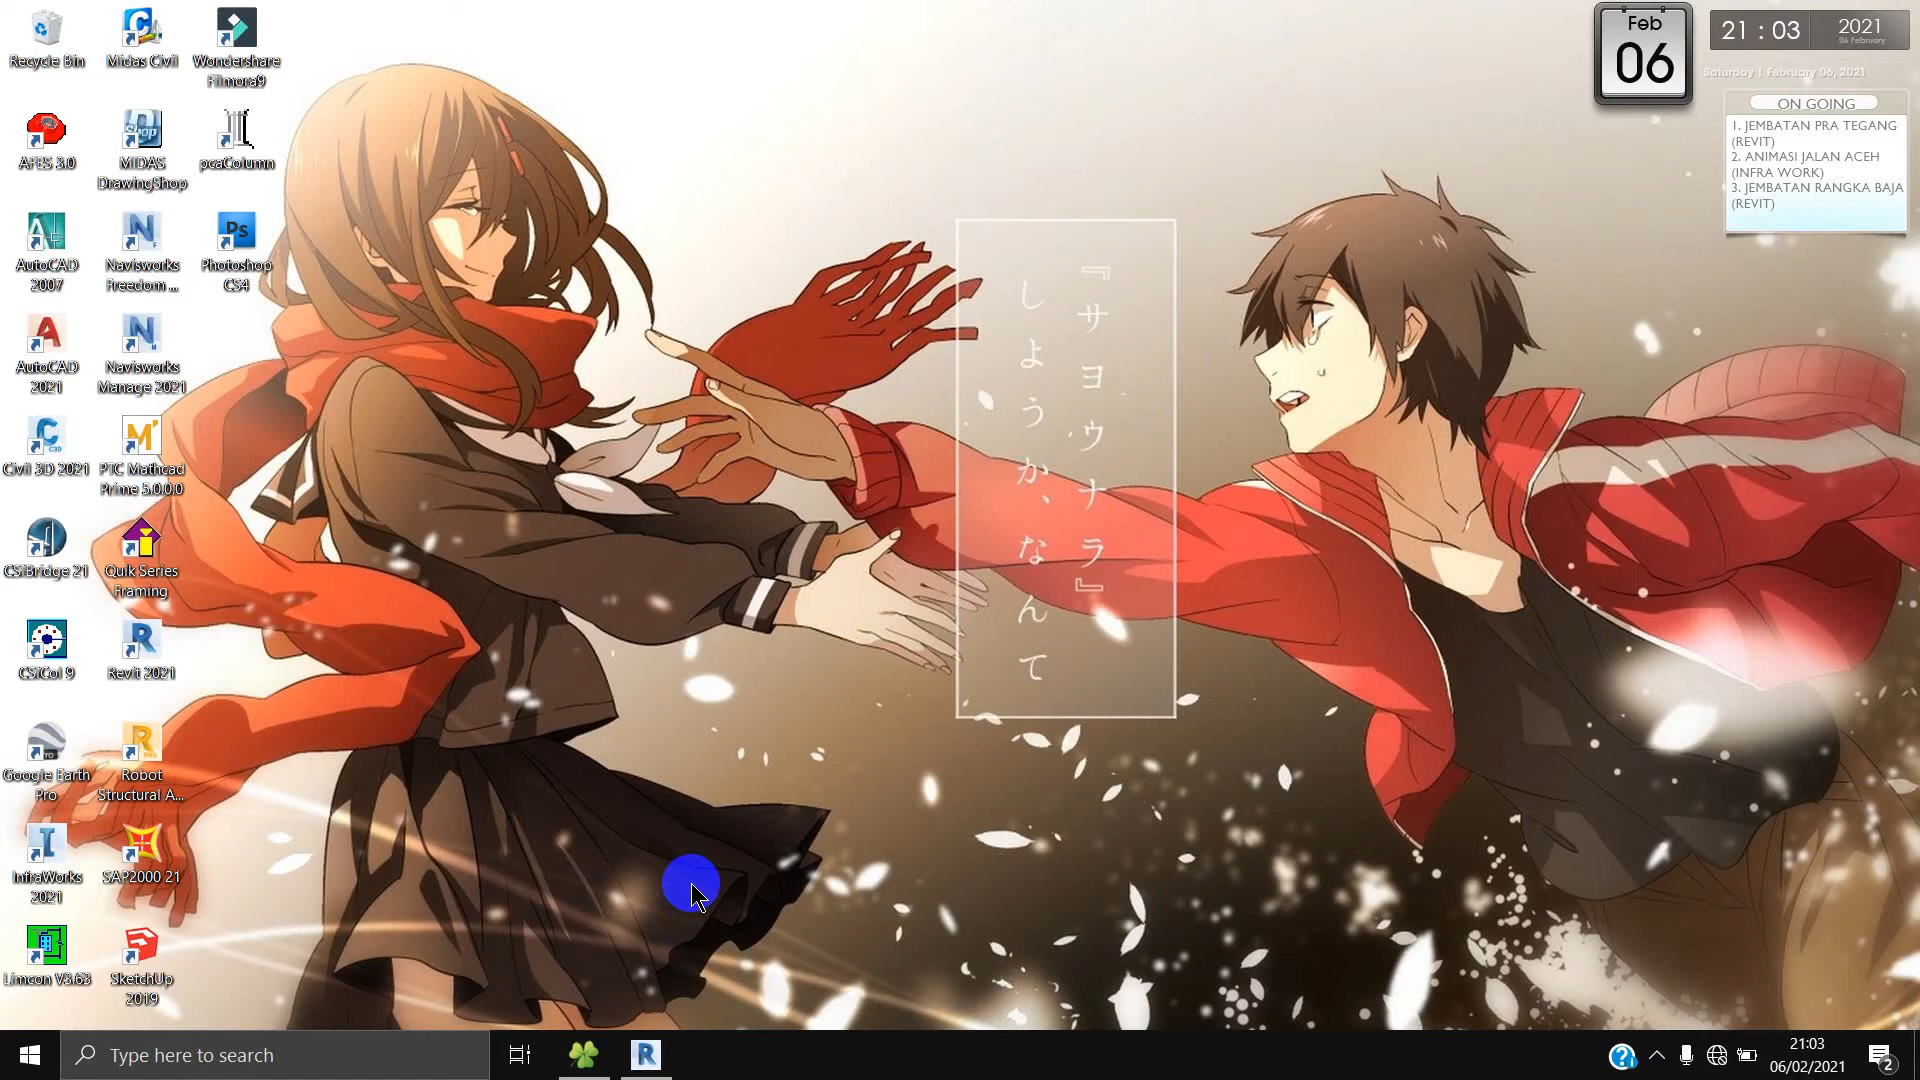 Recycle Bin
Midas Civil
Wondershare
Filmora9
APES 3.0
MIDAS
DrawingShop
pcaColumn
AutoCAD
2007
Navisworks
Freedom ...
Ps
Photoshop
CS4
AutoCAD
2021
Navisworks
Manage 2021
Civil 3D 2021
PTC Mathcad
Prime 5.0.0.0
CSiBridge 21
Quik Series
Framing
CSiCol 9
Revit 2021
Google Earth
Pro
Robot
Structural A...
InfraWorks
2021
SAP2000 21
Limcon V3.63
SketchUp
2019
『サヨウナラ』
しようか、なんて
Feb
06
21 : 03
2021
06 February
Saturday | February 06, 2021
ON GOING
1. JEMBATAN PRA TEGANG
(REVIT)
2. ANIMASI JALAN ACEH
(INFRA WORK)
3. JEMBATAN RANGKA BAJA
(REVIT)
Type here to search
21:03
06/02/2021
2